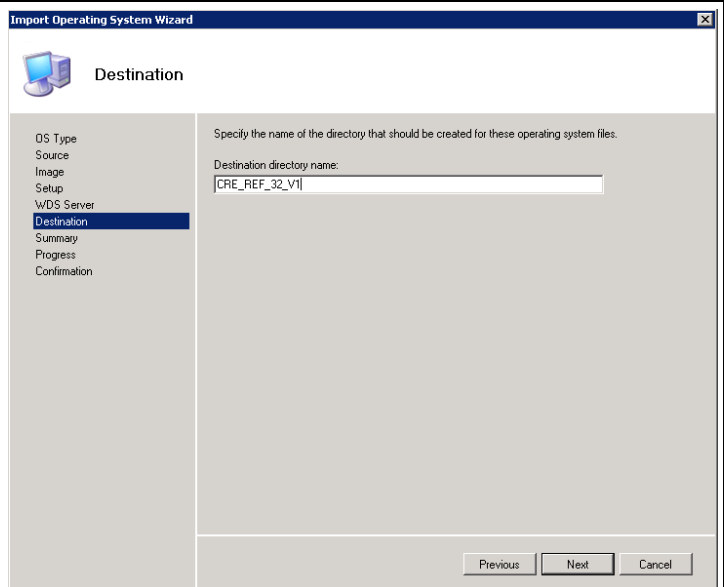 Import Operating System Wizard
Destination
OS Type
Source
Image
Setup
WDS Server
Destination
Summary
Progress
Confirmation
Specify the name of the directory that should be created for these operating system files.
Destination directory name:
CRE_REF_32_V1
Previous
Next
Cancel